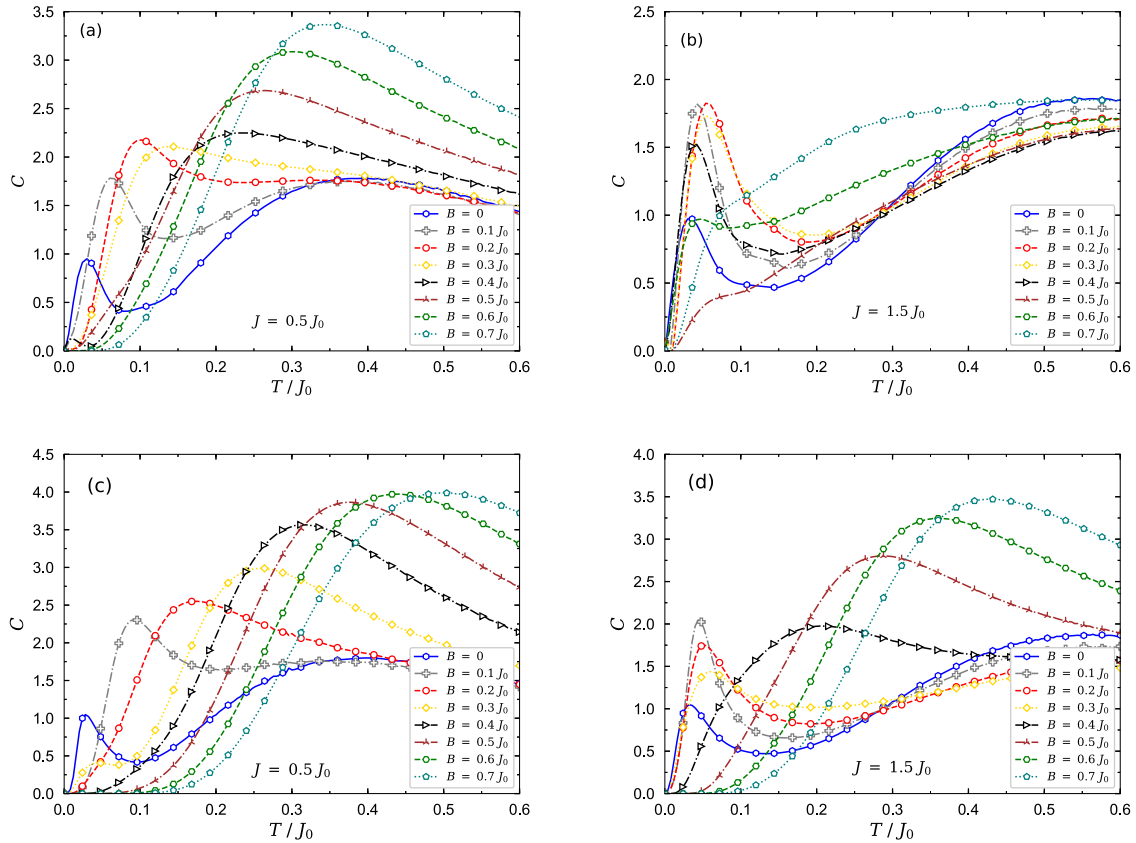 (a)
C
3.5
3.0
2.5
2.0
1.5
1.0
0.5
0.0
0.0 0.1 0.2 0.3 0.4 0.5 0.6
T / J₀
J = 0.5 J₀
B = 0
B = 0.1 J₀
B = 0.2 J₀
B = 0.3 J₀
B = 0.4 J₀
B = 0.5 J₀
B = 0.6 J₀
B = 0.7 J₀
(b)
C
2.5
2.0
1.5
1.0
0.5
0.0
0.0 0.1 0.2 0.3 0.4 0.5 0.6
T / J₀
J = 1.5 J₀
B = 0
B = 0.1 J₀
B = 0.2 J₀
B = 0.3 J₀
B = 0.4 J₀
B = 0.5 J₀
B = 0.6 J₀
B = 0.7 J₀
(c)
C
4.5
4.0
3.5
3.0
2.5
2.0
1.5
1.0
0.5
0.0
0.0 0.1 0.2 0.3 0.4 0.5 0.6
T / J₀
J = 0.5 J₀
B = 0
B = 0.1 J₀
B = 0.2 J₀
B = 0.3 J₀
B = 0.4 J₀
B = 0.5 J₀
B = 0.6 J₀
B = 0.7 J₀
(d)
C
4.0
3.5
3.0
2.5
2.0
1.5
1.0
0.5
0.0
0.0 0.1 0.2 0.3 0.4 0.5 0.6
T / J₀
J = 1.5 J₀
B = 0
B = 0.1 J₀
B = 0.2 J₀
B = 0.3 J₀
B = 0.4 J₀
B = 0.5 J₀
B = 0.6 J₀
B = 0.7 J₀